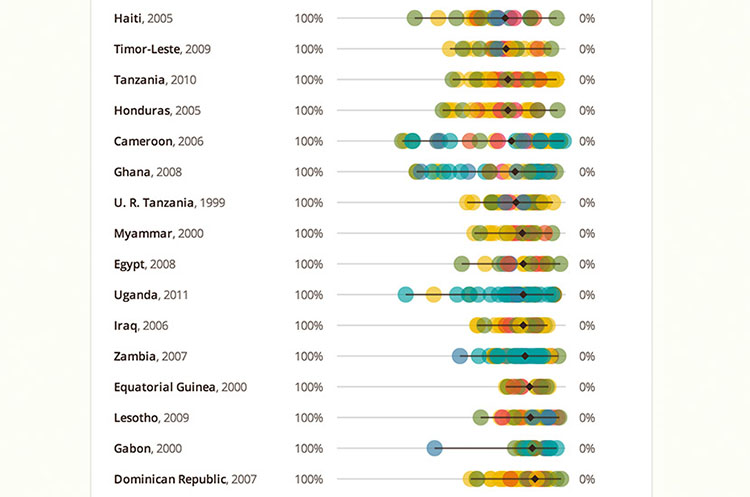 Haiti, 2005 100% 0%
Timor-Leste, 2009 100% 0%
Tanzania, 2010 100% 0%
Honduras, 2005 100% 0%
Cameroon, 2006 100% 0%
Ghana, 2008 100% 0%
U. R. Tanzania, 1999 100% 0%
Myanmar, 2000 100% 0%
Egypt, 2008 100% 0%
Uganda, 2011 100% 0%
Iraq, 2006 100% 0%
Zambia, 2007 100% 0%
Equatorial Guinea, 2000 100% 0%
Lesotho, 2009 100% 0%
Gabon, 2000 100% 0%
Dominican Republic, 2007 100% 0%